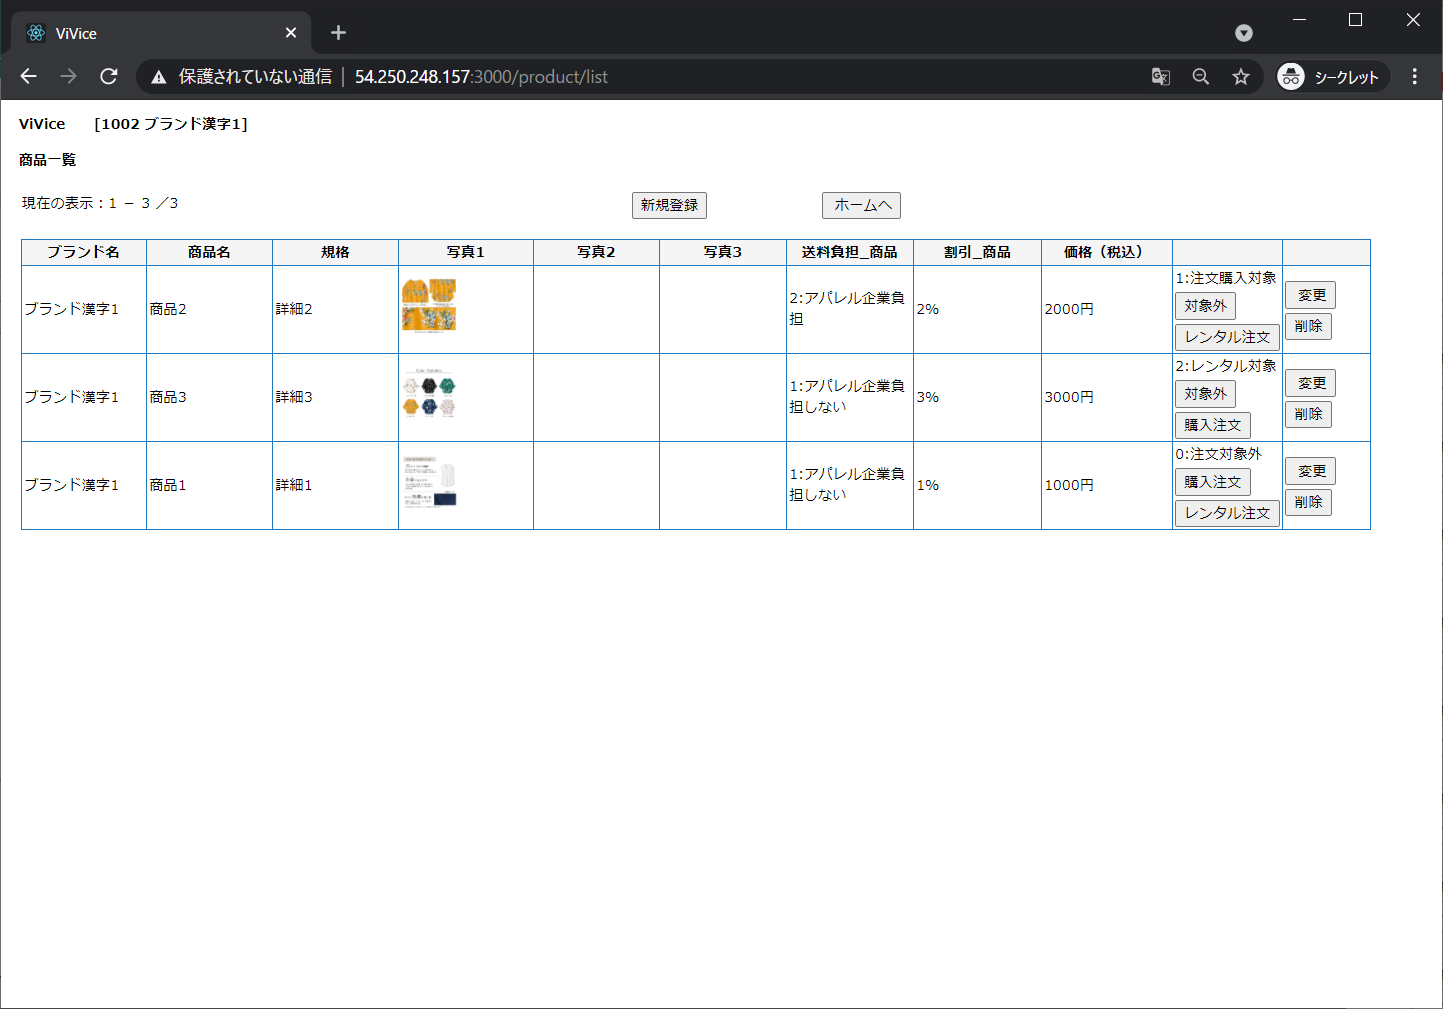 ViVice
保護されていない通信 | 54.250.248.157:3000/product/list
シークレット
ViVice [1002 ブランド漢字1]
商品一覧
現在の表示：1 － 3 ／3
新規登録
ホームへ
ブランド名 商品名 規格 写真1 写真2 写真3 送料負担_商品 割引_商品 価格（税込）
ブランド漢字1 商品2 詳細2 2:アパレル企業負
担
2% 2000円
1:注文購入対象
対象外
レンタル注文
変更
削除
ブランド漢字1 商品3 詳細3 1:アパレル企業負
担しない
3% 3000円
2:レンタル対象
対象外
購入注文
変更
削除
ブランド漢字1 商品1 詳細1 1:アパレル企業負
担しない
1% 1000円
0:注文対象外
購入注文
レンタル注文
変更
削除